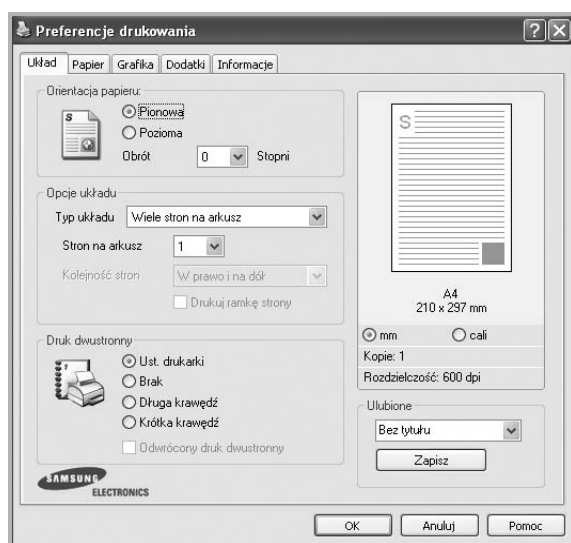 Preferencje drukowania
Układ Papier Grafika Dodatki Informacje
Orientacja papieru:
S
Pionowa
Pozioma
Obrót 0 Stopni
Opcje układu
Typ układu Wiele stron na arkusz
Stron na arkusz 1
Kolejność stron W prawo i na dół
Drukuj ramkę strony
Druk dwustronny
Ust. drukarki
Brak
Długa krawędź
Krótka krawędź
Odwrócony druk dwustronny
SAMSUNG
ELECTRONICS
S
A4
210 x 297 mm
mm cali
Kopie: 1
Rozdzielczość: 600 dpi
Ulubione
Bez tytułu
Zapisz
OK Anuluj Pomoc